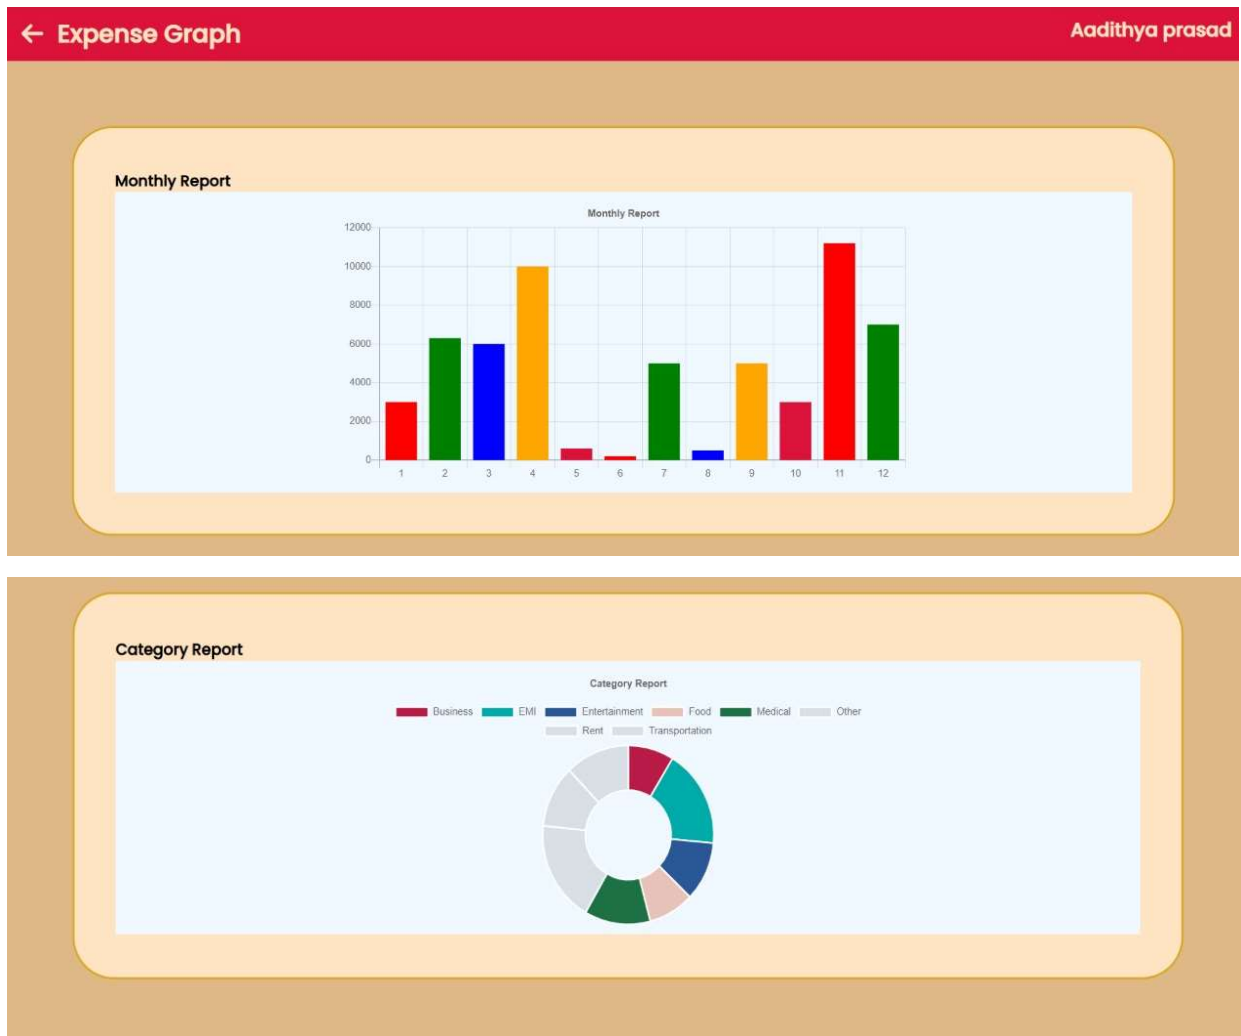 ← Expense Graph
Aadithya prasad
Monthly Report
Monthly Report
12000
10000
8000
6000
4000
2000
0
1 2 3 4 5 6 7 8 9 10 11 12
Category Report
Category Report
Business EMI Entertainment Food Medical Other
Rent Transportation